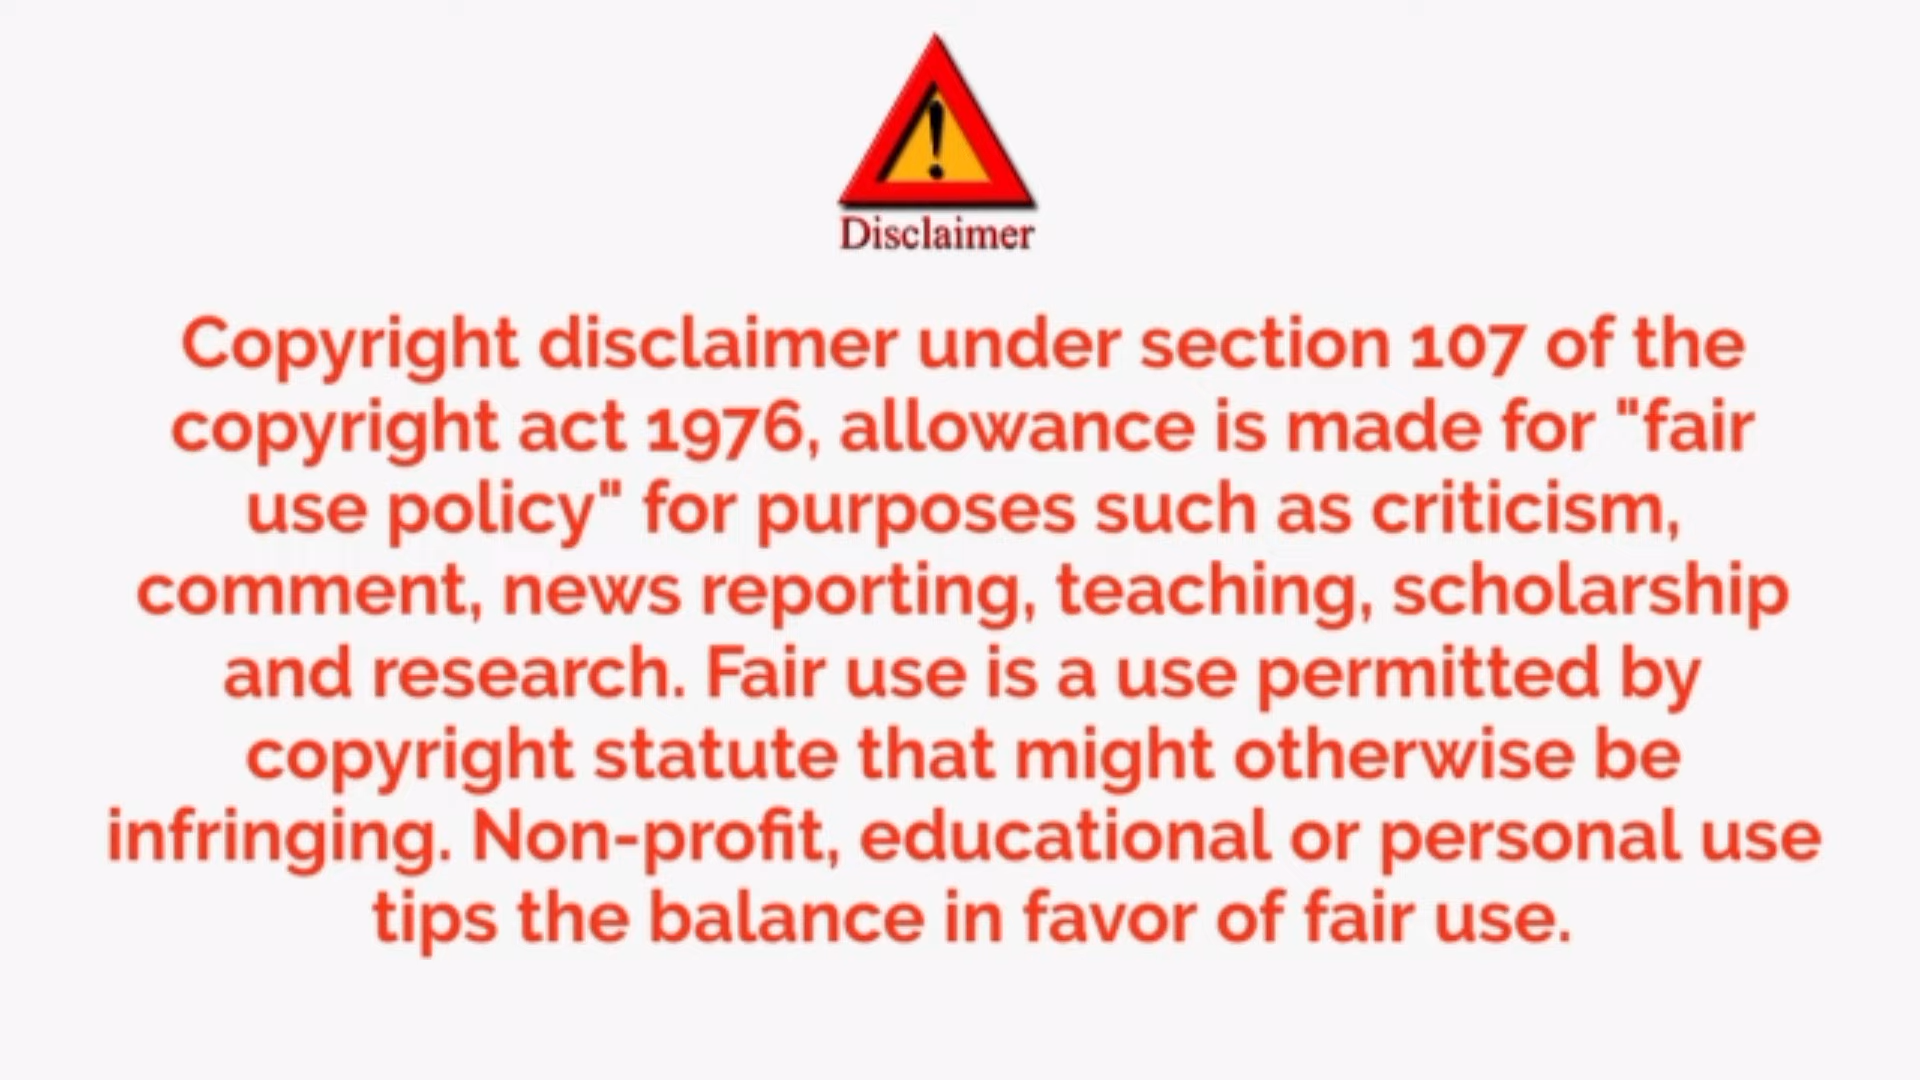 Disclaimer
Copyright disclaimer under section 107 of the
copyright act 1976, allowance is made for "fair
use policy" for purposes such as criticism,
comment, news reporting, teaching, scholarship
and research. Fair use is a use permitted by
copyright statute that might otherwise be
infringing. Non-profit, educational or personal use
tips the balance in favor of fair use.